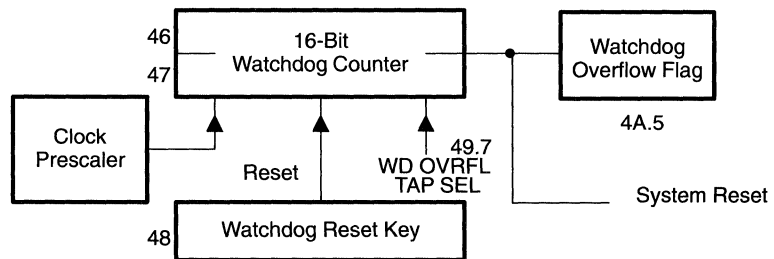 46
47
16-Bit
Watchdog Counter
Watchdog
Overflow Flag
4A.5
Clock
Prescaler
Reset
49.7
WD OVRFL
TAP SEL
System Reset
48
Watchdog Reset Key